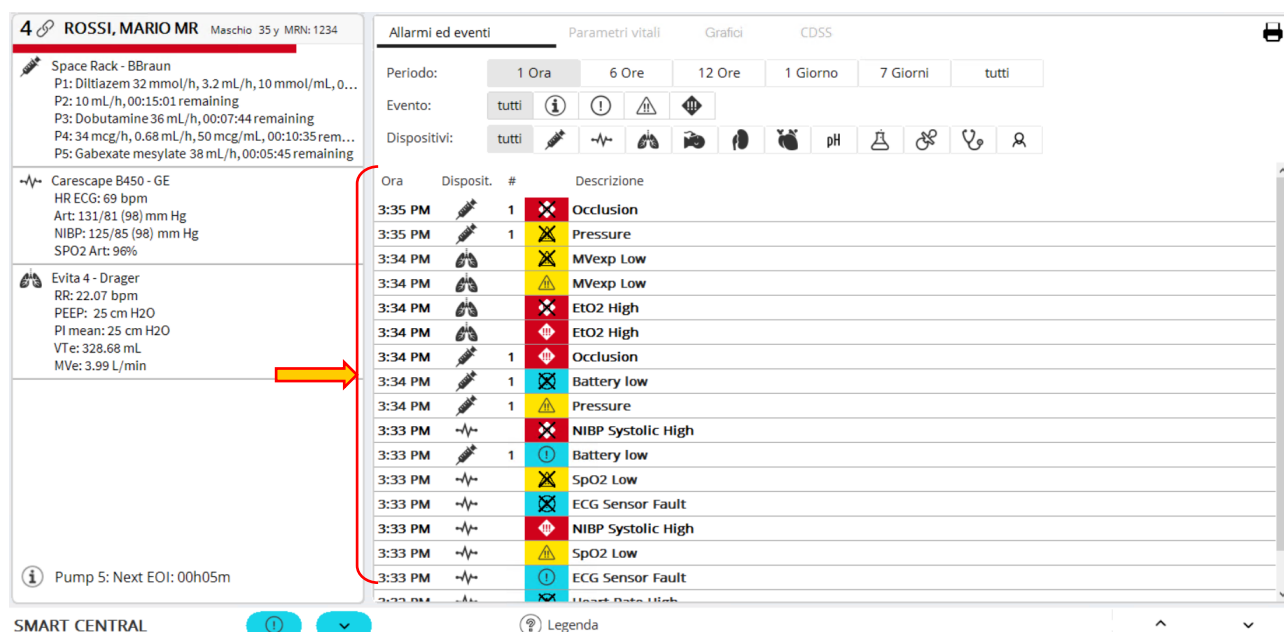 4 ROSSI, MARIO MR Maschio 35 y MRN: 1234
Space Rack - BBraun
P1: Diltiazem 32 mmol/h, 3.2 mL/h, 10 mmol/mL, 0...
P2: 10 mL/h, 00:15:01 remaining
P3: Dobutamine 36 mL/h, 00:07:44 remaining
P4: 34 mcg/h, 0.68 mL/h, 50 mcg/mL, 00:10:35 rem...
P5: Gabexate mesylate 38 mL/h, 00:05:45 remaining
Carescape B450 - GE
HR ECG: 69 bpm
Art: 131/81 (98) mm Hg
NIBP: 125/85 (98) mm Hg
SPO2 Art: 96%
Evita 4 - Drager
RR: 22.07 bpm
PEEP: 25 cm H2O
PI mean: 25 cm H2O
VTe: 328.68 mL
MVe: 3.99 L/min
Pump 5: Next EOI: 00h05m
Allarmi ed eventi Parametri vitali Grafici CDSS
Periodo: 1 Ora 6 Ore 12 Ore 1 Giorno 7 Giorni tutti
Evento: tutti
Dispositivi: tutti pH
Ora Disposit. # Descrizione
3:35 PM 1 Occlusion
3:35 PM 1 Pressure
3:34 PM MVexp Low
3:34 PM MVexp Low
3:34 PM EtO2 High
3:34 PM EtO2 High
3:34 PM 1 Occlusion
3:34 PM 1 Battery low
3:34 PM 1 Pressure
3:33 PM NIBP Systolic High
3:33 PM 1 Battery low
3:33 PM SpO2 Low
3:33 PM ECG Sensor Fault
3:33 PM NIBP Systolic High
3:33 PM SpO2 Low
3:33 PM ECG Sensor Fault
Heart Rate High
SMART CENTRAL Legenda